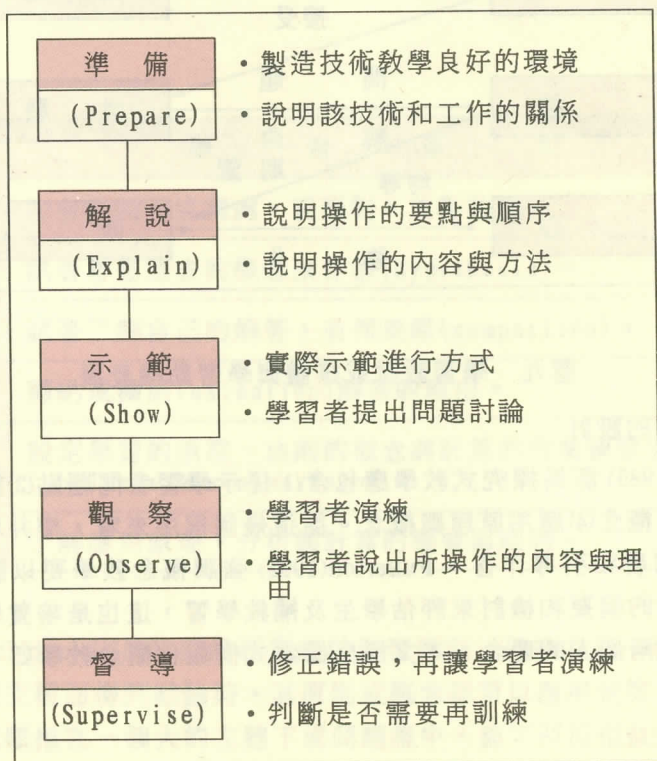 準備
(Prepare)
・製造技術教學良好的環境
・說明該技術和工作的關係
解說
(Explain)
・說明操作的要點與順序
・說明操作的內容與方法
示範
(Show)
・實際示範進行方式
・學習者提出問題討論
觀察
(Observe)
・學習者演練
・學習者說出所操作的內容與理
由
督導
(Supervise)
・修正錯誤，再讓學習者演練
・判斷是否需要再訓練